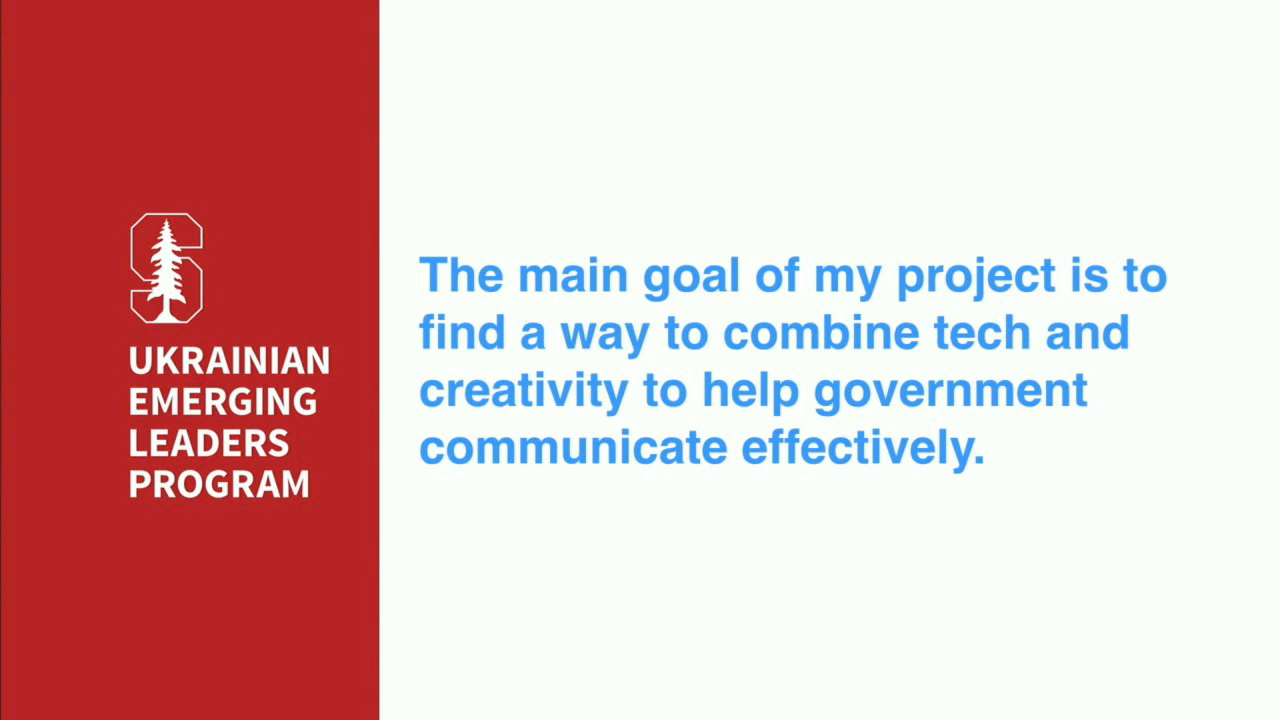 UKRAINIAN
EMERGING
LEADERS
PROGRAM
The main goal of my project is to
find a way to combine tech and
creativity to help government
communicate effectively.